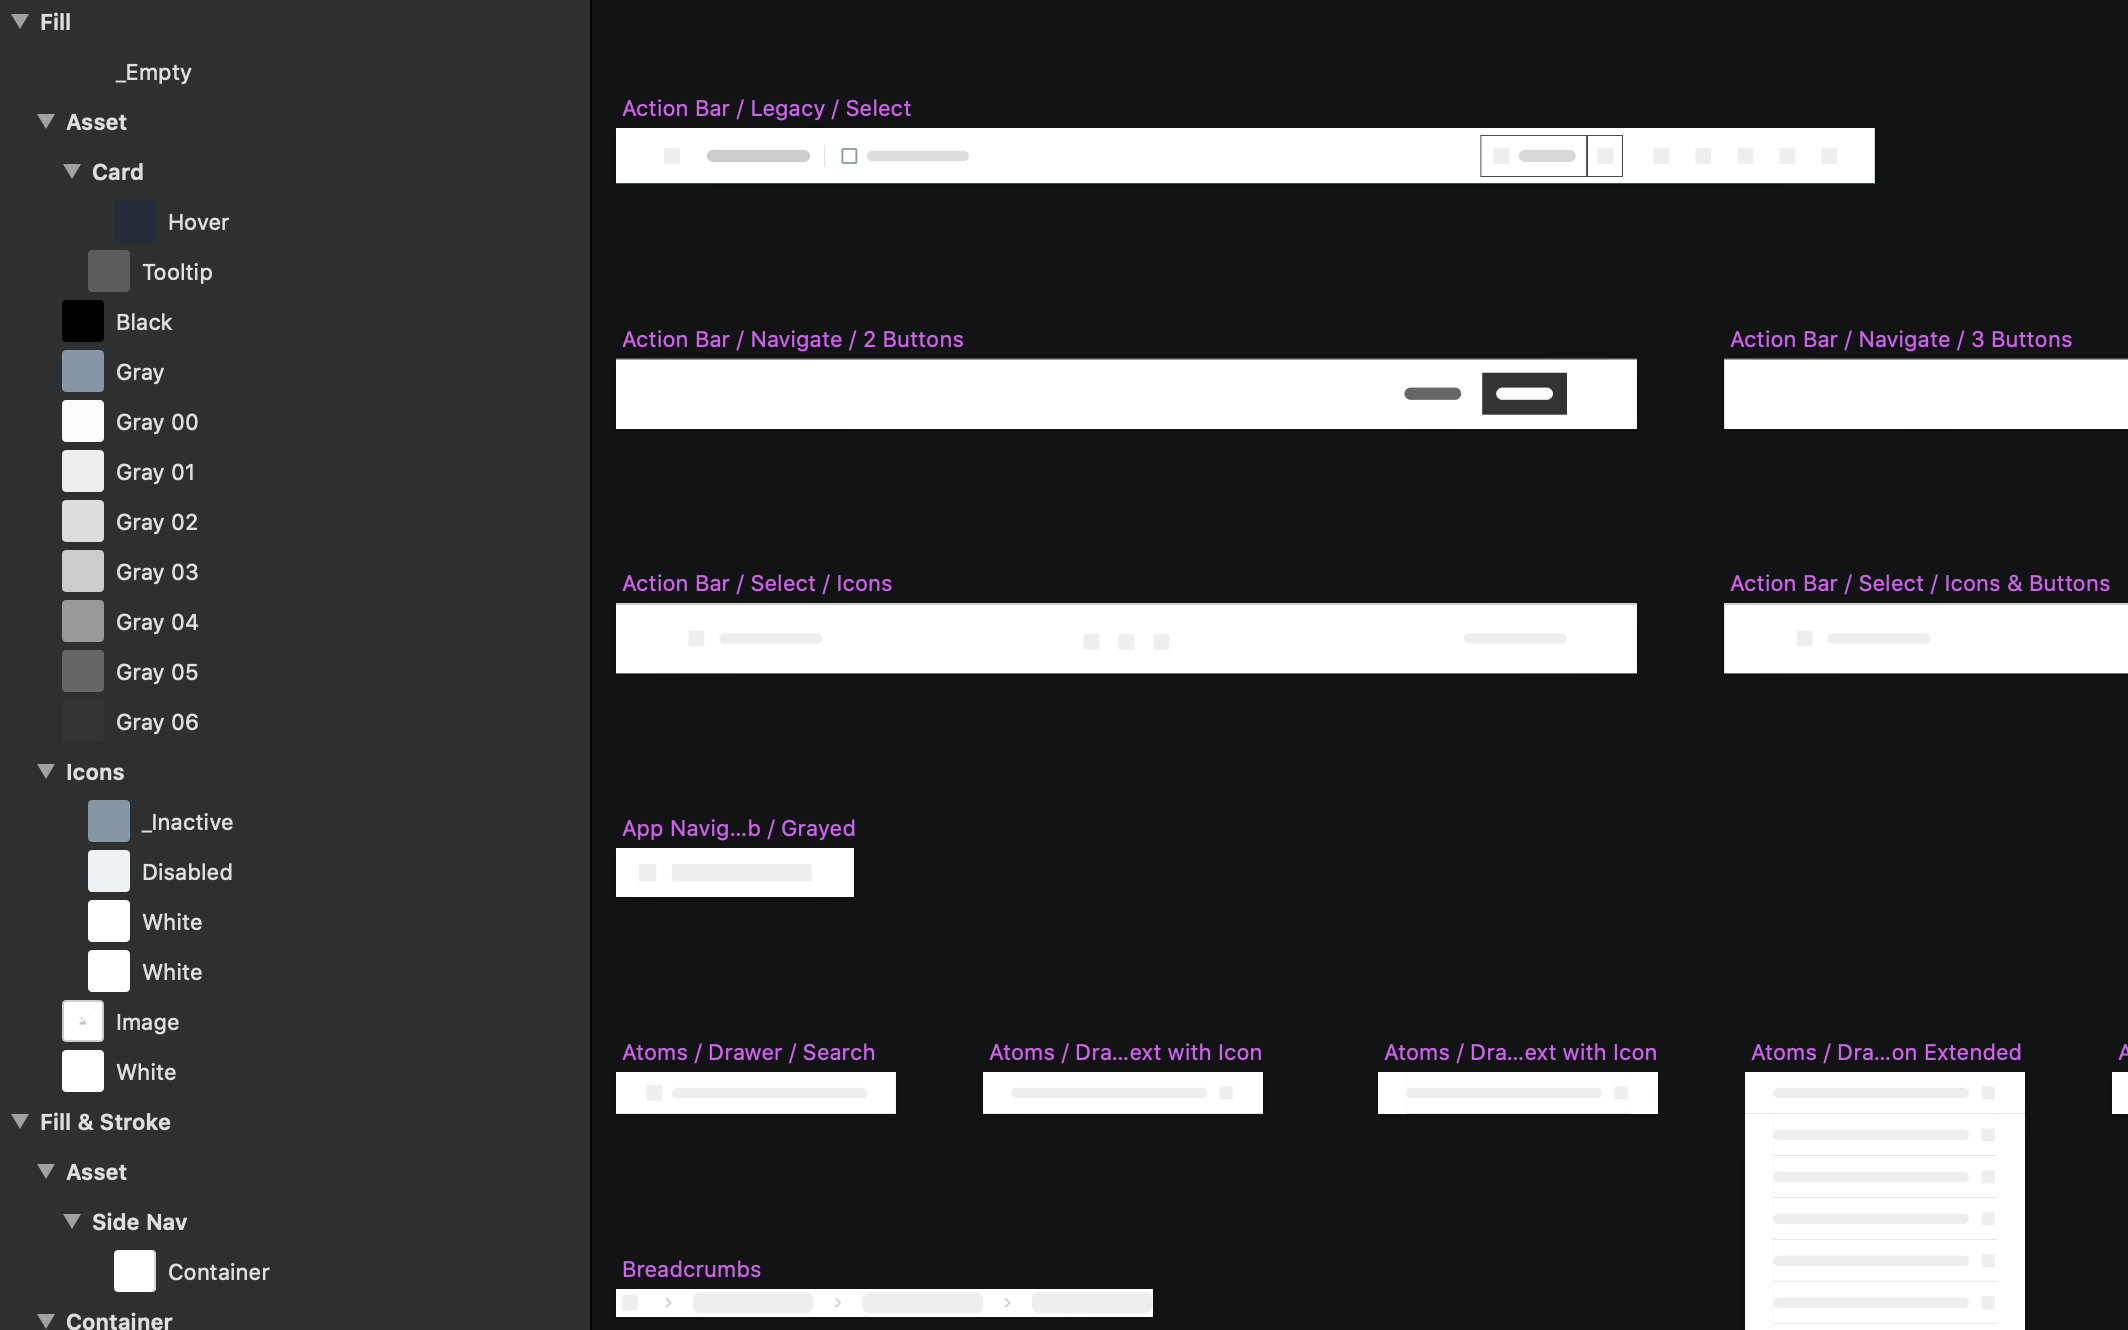 Fill
_Empty
Asset
Card
Hover
Tooltip
Black
Gray
Gray 00
Gray 01
Gray 02
Gray 03
Gray 04
Gray 05
Gray 06
Icons
_Inactive
Disabled
White
White
Image
White
Fill & Stroke
Asset
Side Nav
Container
Container
Action Bar / Legacy / Select
Action Bar / Navigate / 2 Buttons
Action Bar / Navigate / 3 Buttons
Action Bar / Select / Icons
Action Bar / Select / Icons & Buttons
App Navig...b / Grayed
Atoms / Drawer / Search
Atoms / Dra...ext with Icon
Atoms / Dra...ext with Icon
Atoms / Dra...on Extended
Breadcrumbs